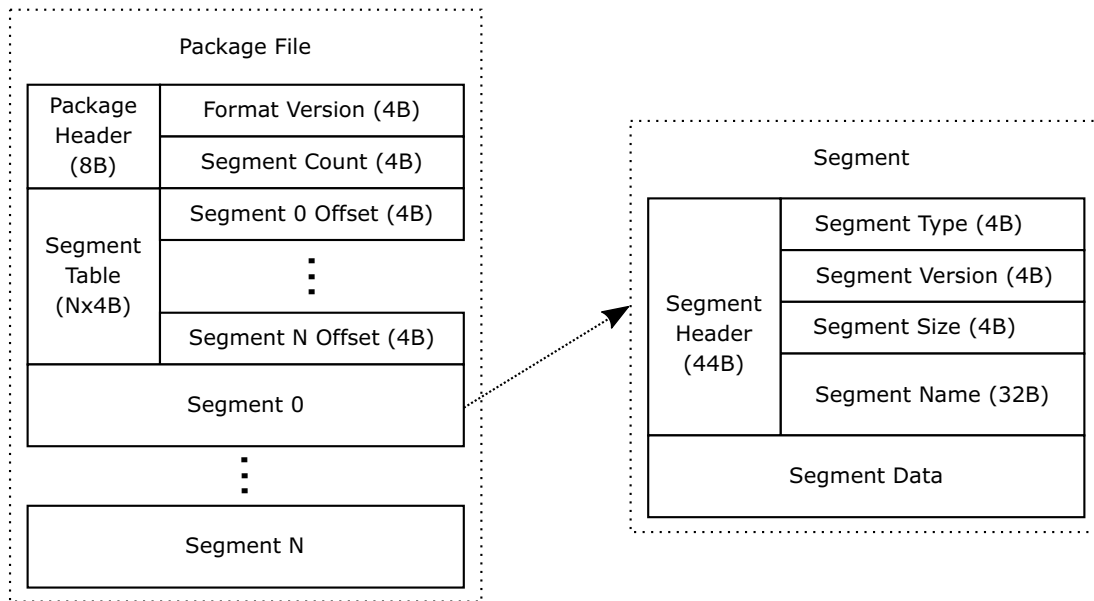 Package File
Package
Header
(8B)
Format Version (4B)
Segment Count (4B)
Segment
Table
(Nx4B)
Segment 0 Offset (4B)
Segment N Offset (4B)
Segment 0
Segment N
Segment
Segment
Header
(44B)
Segment Type (4B)
Segment Version (4B)
Segment Size (4B)
Segment Name (32B)
Segment Data